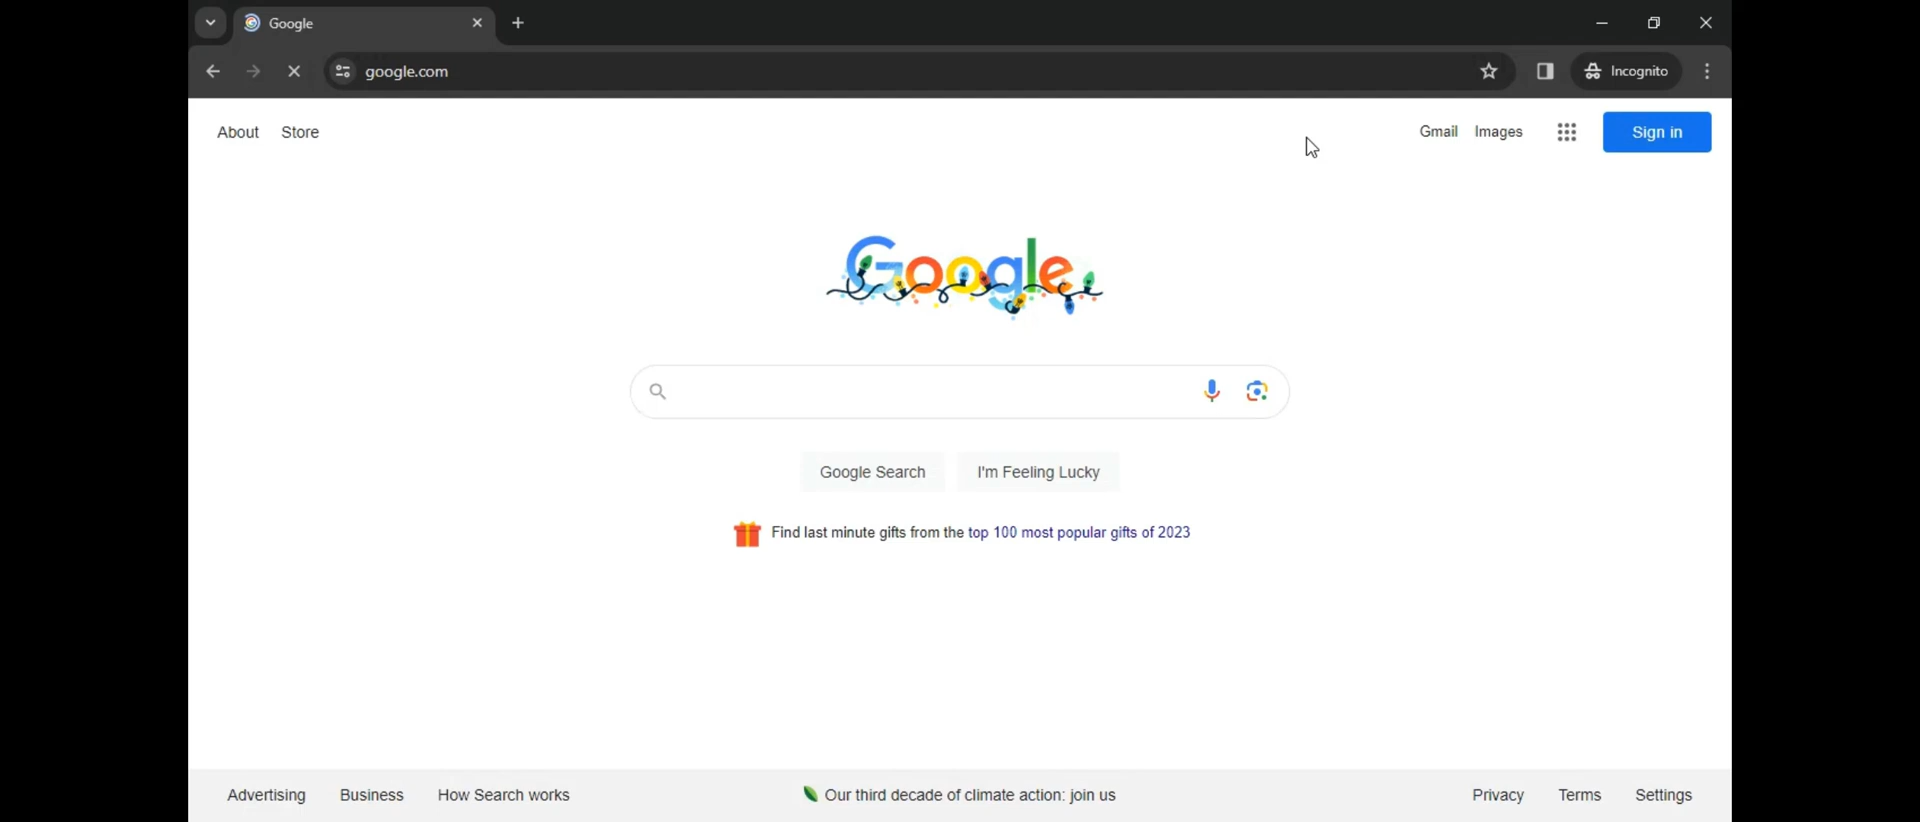 Google
google.com
Incognito
About Store
Gmail Images
Sign in
Google
Google Search
I'm Feeling Lucky
Find last minute gifts from the top 100 most popular gifts of 2023
Advertising Business How Search works
Our third decade of climate action: join us
Privacy Terms Settings